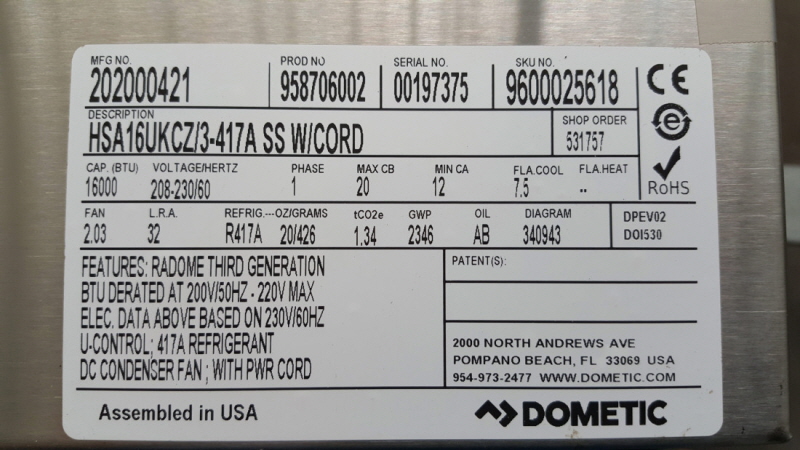 MFG NO. PROD NO SERIAL NO. SKU NO.
202000421 958706002 00197375 9600025618
CE
DESCRIPTION SHOP ORDER
HSA16UKCZ/3-417A SS W/CORD 531757
e
RoHS
CAP. (BTU) VOLTAGE/HERTZ PHASE MAX CB MIN CA FLA.COOL FLA.HEAT
16000 208-230/60 1 20 12 7.5 --
FAN L.R.A. REFRIG.---OZ/GRAMS tCO2e GWP OIL DIAGRAM DPEV02
2.03 32 R417A 20/426 1.34 2346 AB 340943 DOI530
FEATURES: RADOME THIRD GENERATION
BTU DERATED AT 200V/50HZ - 220V MAX
ELEC. DATA ABOVE BASED ON 230V/60HZ
U-CONTROL; 417A REFRIGERANT
DC CONDENSER FAN ; WITH PWR CORD
PATENT(S):
2000 NORTH ANDREWS AVE
POMPANO BEACH, FL 33069 USA
954-973-2477 WWW.DOMETIC.COM
Assembled in USA
DOMETIC